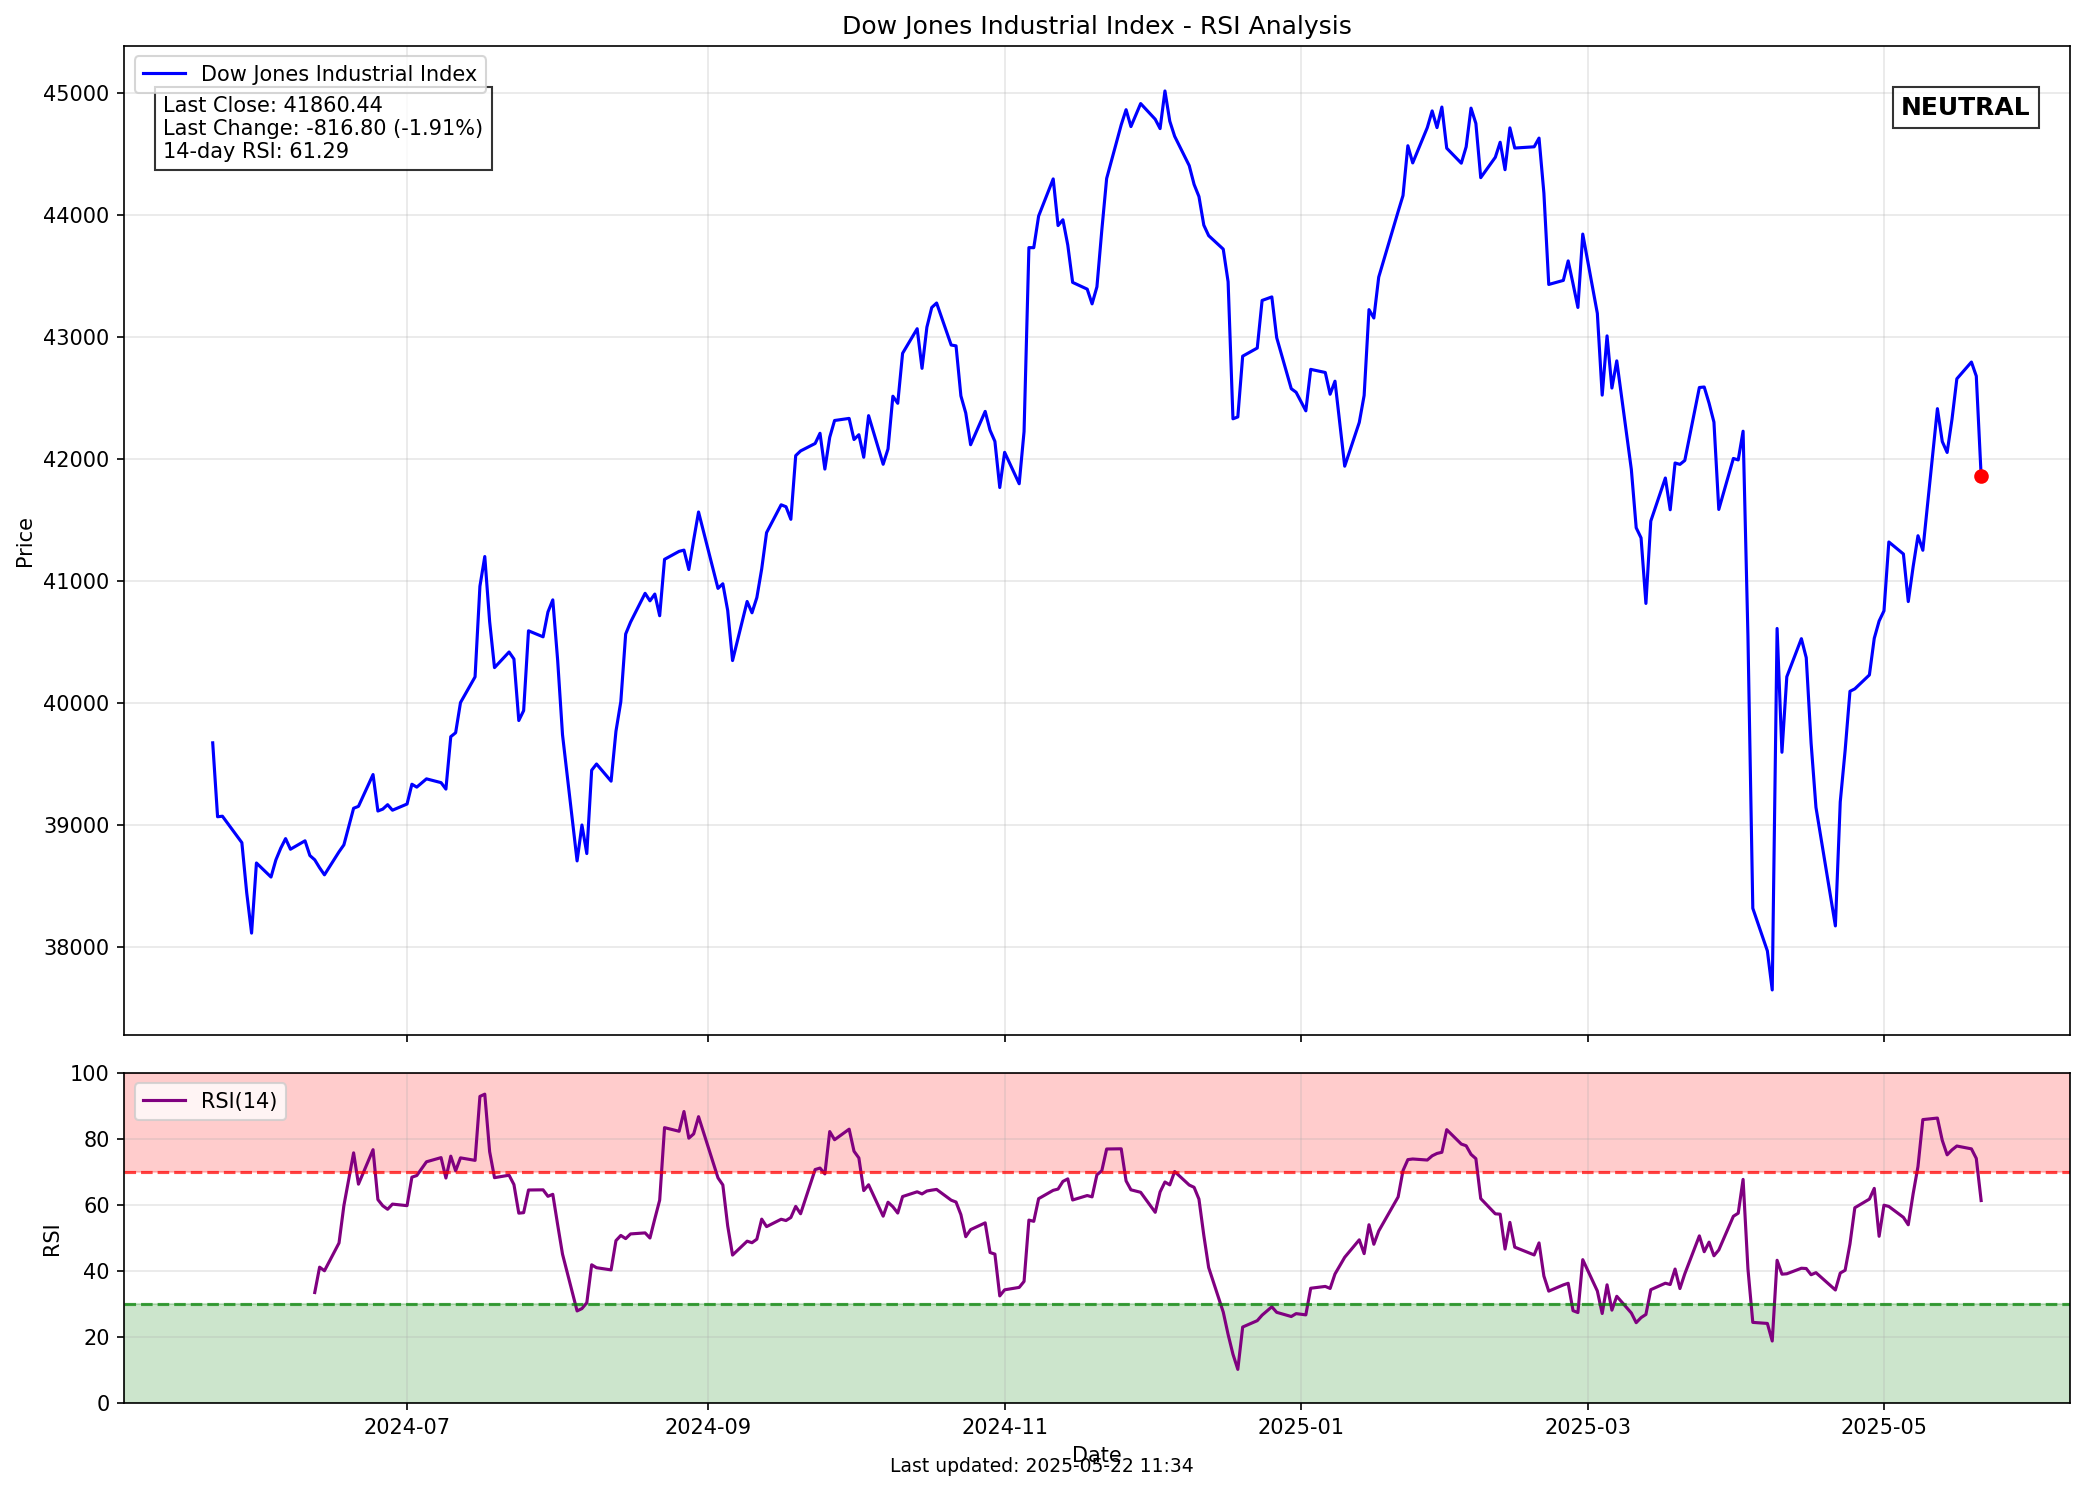 Dow Jones Industrial Index - RSI Analysis
Dow Jones Industrial Index
Last Close: 41860.44
Last Change: -816.80 (-1.91%)
14-day RSI: 61.29
NEUTRAL
Price
45000
44000
43000
42000
41000
40000
39000
38000
RSI(14)
RSI
100
80
60
40
20
0
2024-07
2024-09
2024-11
2025-01
2025-03
2025-05
Date
Last updated: 2025-05-22 11:34